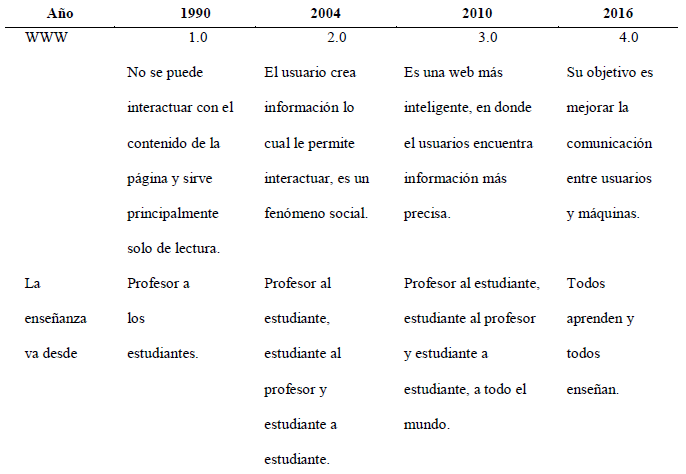 Año 1990 2004 2010 2016
WWW 1.0 2.0 3.0 4.0
No se puede El usuario crea Es una web más Su objetivo es
interactuar con el información lo inteligente, en donde mejorar la
contenido de la cual le permite el usuarios encuentra comunicación
página y sirve interactuar, es un información más entre usuarios
principalmente fenómeno social. precisa. y máquinas.
solo de lectura.
La Profesor a Profesor al Profesor al estudiante, Todos
enseñanza los estudiante, estudiante al profesor aprenden y
va desde estudiantes. estudiante al y estudiante a todos
profesor y estudiante, a todo el enseñan.
estudiante a mundo.
estudiante.